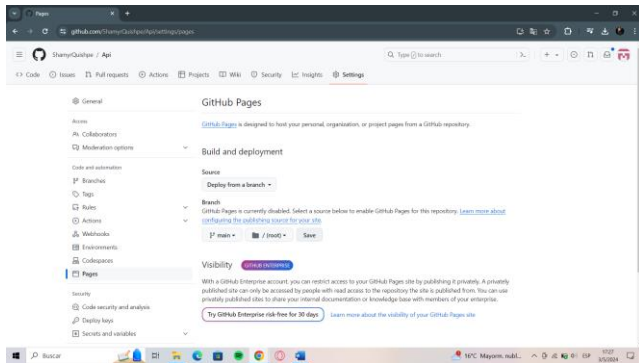 Pages
github.com/ShamyrQuishpe/Api/settings/pages
ShamyrQuishpe / Api
Type / to search
Code
Issues
Pull requests
Actions
Projects
Wiki
Security
Insights
Settings
General
Access
Collaborators
Moderation options
Code and automation
Branches
Tags
Rules
Actions
Webhooks
Environments
Codespaces
Pages
Security
Code security and analysis
Deploy keys
Secrets and variables
GitHub Pages
GitHub Pages is designed to host your personal, organization, or project pages from a GitHub repository.
Build and deployment
Source
Deploy from a branch
Branch
GitHub Pages is currently disabled. Select a source below to enable GitHub Pages for this repository. Learn more about
configuring the publishing source for your site.
main
/ (root)
Save
Visibility
GITHUB ENTERPRISE
With a GitHub Enterprise account, you can restrict access to your GitHub Pages site by publishing it privately. A privately
published site can only be accessed by people with read access to the repository the site is published from. You can use
privately published sites to share your internal documentation or knowledge base with members of your enterprise.
Try GitHub Enterprise risk-free for 30 days
Learn more about the visibility of your GitHub Pages site
Buscar
16°C Mayorm. nubl...
ESP
17:27